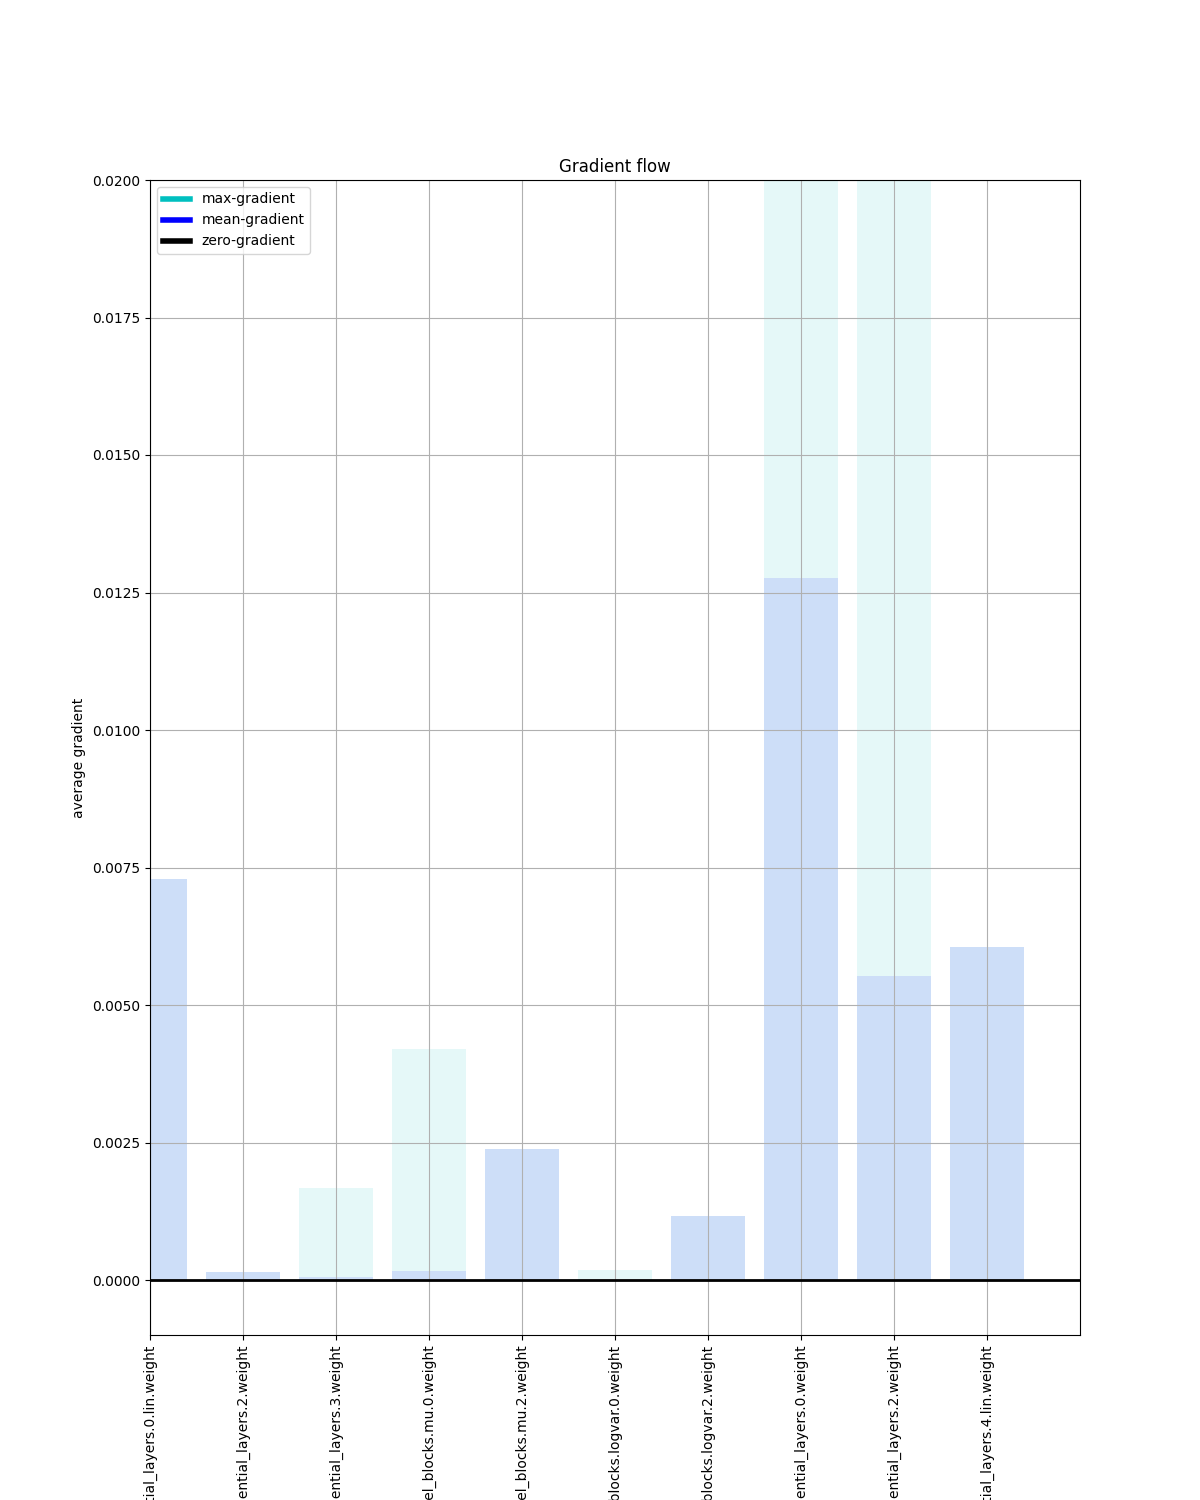 Gradient flow
max-gradient
mean-gradient
zero-gradient
average gradient
0.0200
0.0175
0.0150
0.0125
0.0100
0.0075
0.0050
0.0025
0.0000
tial_layers.0.lin.weight
ential_layers.2.weight
ential_layers.3.weight
el_blocks.mu.0.weight
el_blocks.mu.2.weight
blocks.logvar.0.weight
blocks.logvar.2.weight
ential_layers.0.weight
ential_layers.2.weight
tial_layers.4.lin.weight